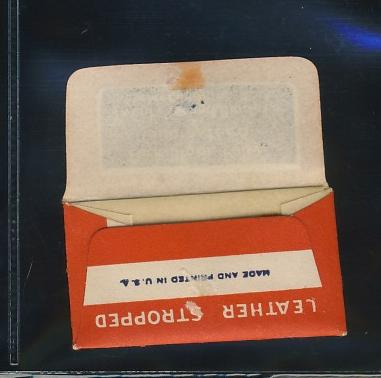 LEATHER STROPPED
MADE AND PRINTED IN U.S.A.